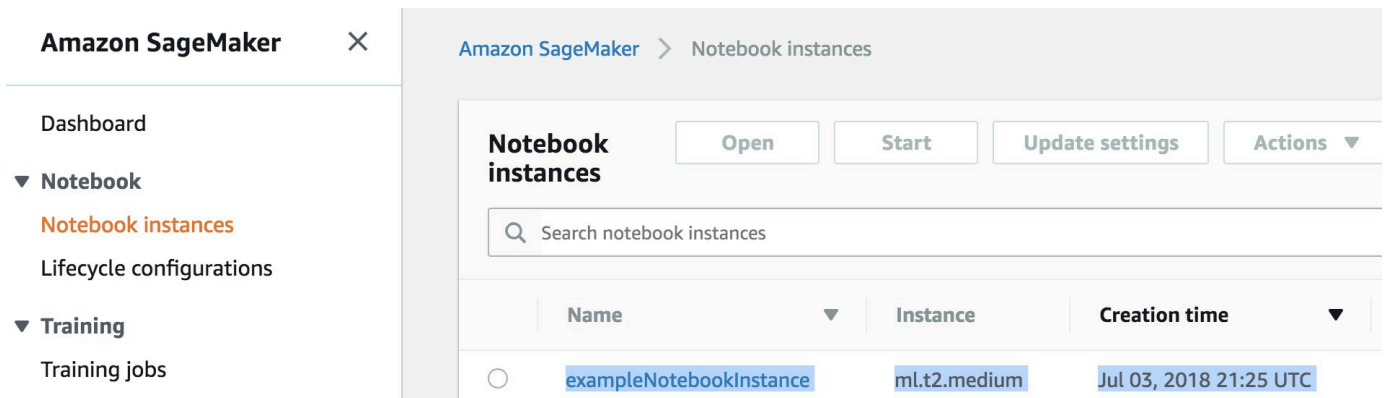 Amazon SageMaker
Dashboard
Notebook
Notebook instances
Lifecycle configurations
Training
Training jobs
Amazon SageMaker Notebook instances
Notebook
instances
Open Start Update settings Actions
Search notebook instances
Name Instance Creation time
exampleNotebookInstance ml.t2.medium Jul 03, 2018 21:25 UTC